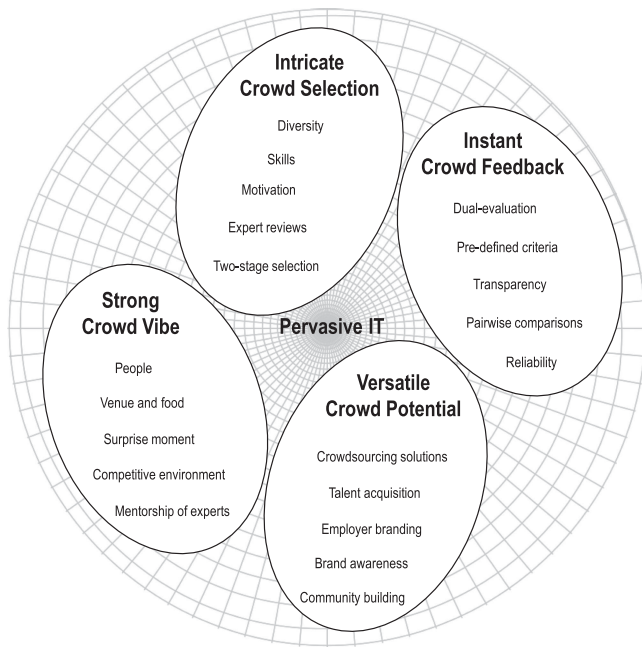 Intricate
Crowd Selection
Diversity
Skills
Motivation
Expert reviews
Two-stage selection
Instant
Crowd Feedback
Dual-evaluation
Pre-defined criteria
Transparency
Pairwise comparisons
Reliability
Strong
Crowd Vibe
People
Venue and food
Surprise moment
Competitive environment
Mentorship of experts
Pervasive IT
Versatile
Crowd Potential
Crowdsourcing solutions
Talent acquisition
Employer branding
Brand awareness
Community building